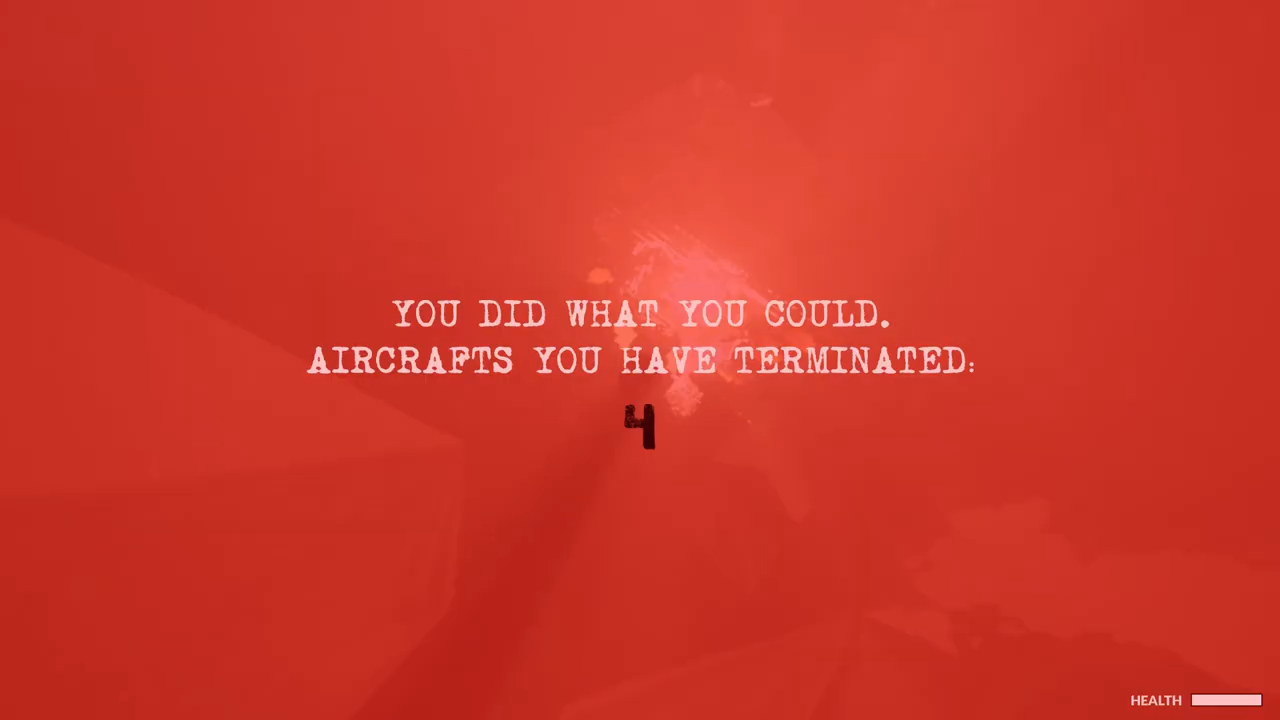 YOU DID WHAT YOU COULD.
AIRCRAFTS YOU HAVE TERMINATED:
4
HEALTH